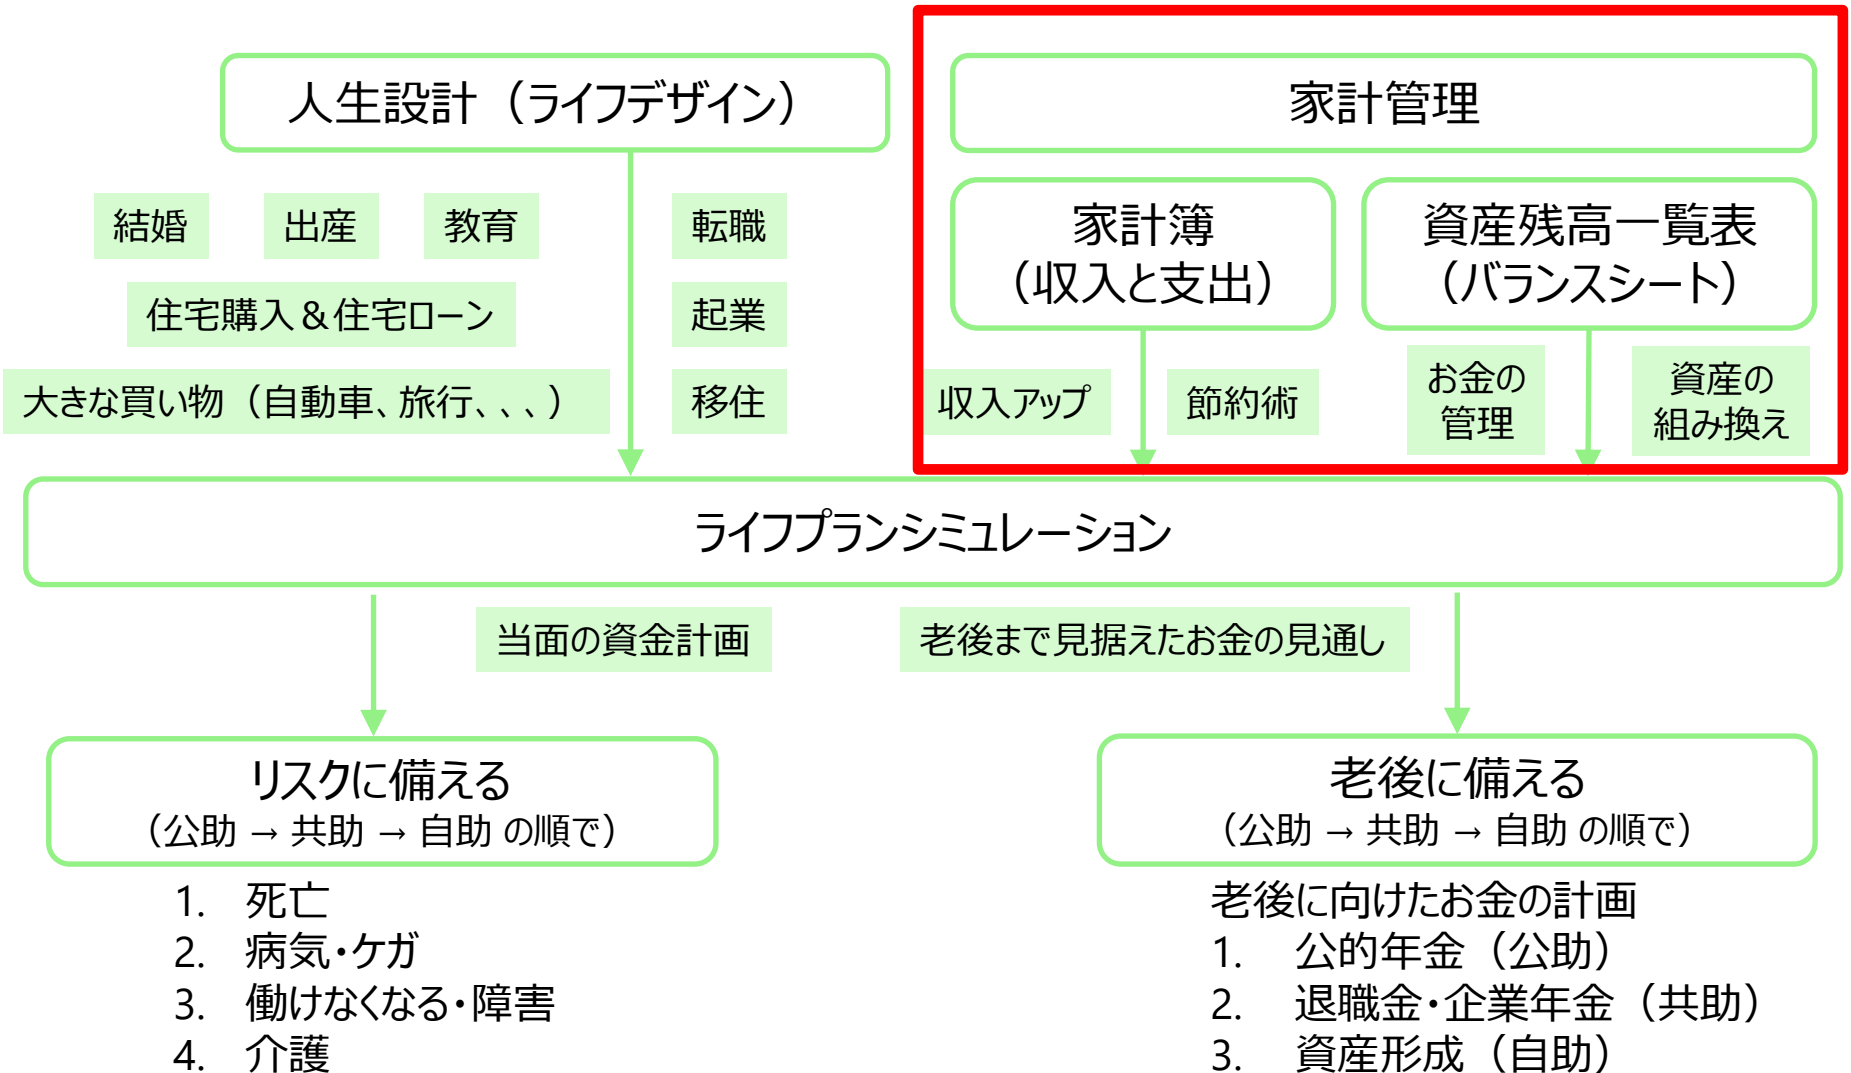 人生設計（ライフデザイン）
家計管理
結婚
出産
教育
転職
住宅購入＆住宅ローン
起業
大きな買い物（自動車、旅行、、、）
移住
家計簿
（収入と支出）
資産残高一覧表
（バランスシート）
収入アップ
節約術
お金の
管理
資産の
組み換え
ライフプランシミュレーション
当面の資金計画
老後まで見据えたお金の見通し
リスクに備える
（公助 → 共助 → 自助 の順で）
1. 死亡
2. 病気・ケガ
3. 働けなくなる・障害
4. 介護
老後に備える
（公助 → 共助 → 自助 の順で）
老後に向けたお金の計画
1. 公的年金（公助）
2. 退職金・企業年金（共助）
3. 資産形成（自助）